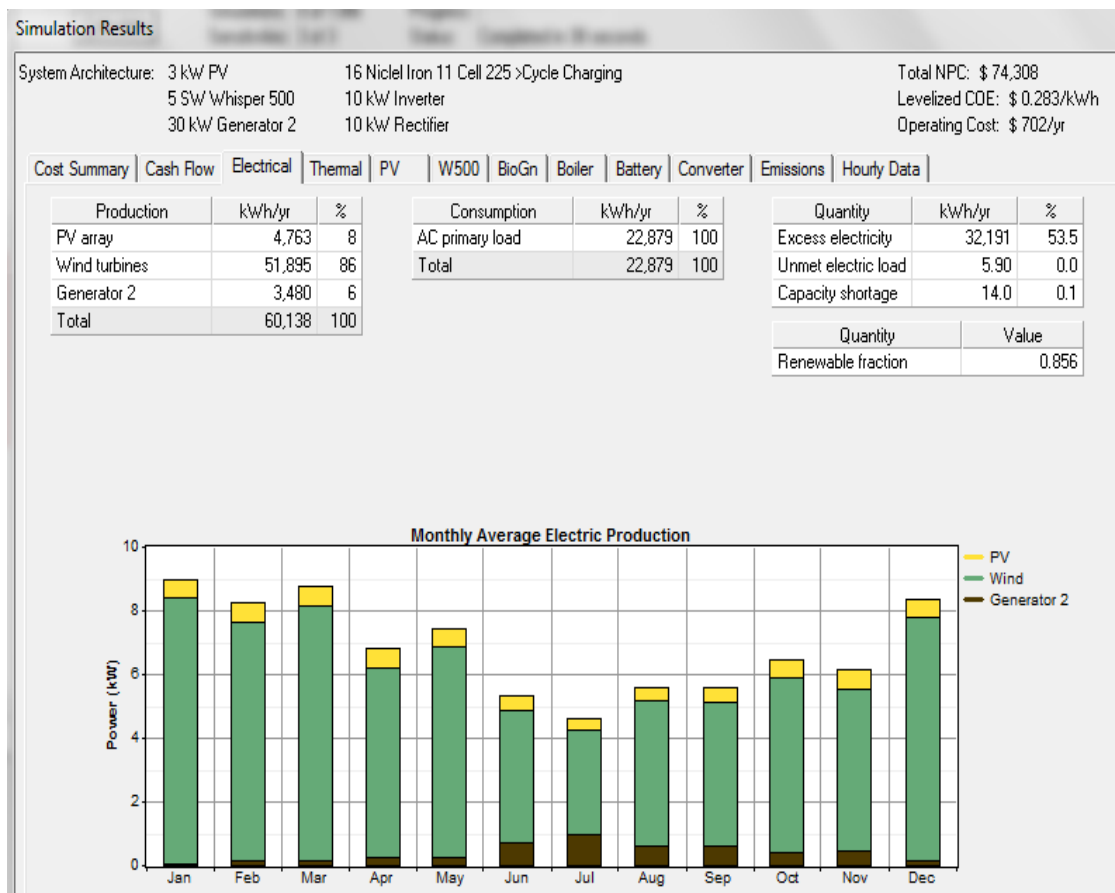 Simulation Results
System Architecture: 3 kW PV 16 Niclel Iron 11 Cell 225 >Cycle Charging Total NPC: $ 74,308
5 SW Whisper 500 10 kW Inverter Levelized COE: $ 0.283/kWh
30 kW Generator 2 10 kW Rectifier Operating Cost: $ 702/yr
Cost Summary Cash Flow Electrical Thermal PV W500 BioGn Boiler Battery Converter Emissions Hourly Data
Production kWh/yr % Consumption kWh/yr % Quantity kWh/yr %
PV array 4,763 8 AC primary load 22,879 100 Excess electricity 32,191 53.5
Wind turbines 51,895 86 Total 22,879 100 Unmet electric load 5.90 0.0
Generator 2 3,480 6 Capacity shortage 14.0 0.1
Total 60,138 100
Quantity Value
Renewable fraction 0.856
Monthly Average Electric Production
Power (kW)
10
8
6
4
2
0
Jan Feb Mar Apr May Jun Jul Aug Sep Oct Nov Dec
PV
Wind
Generator 2